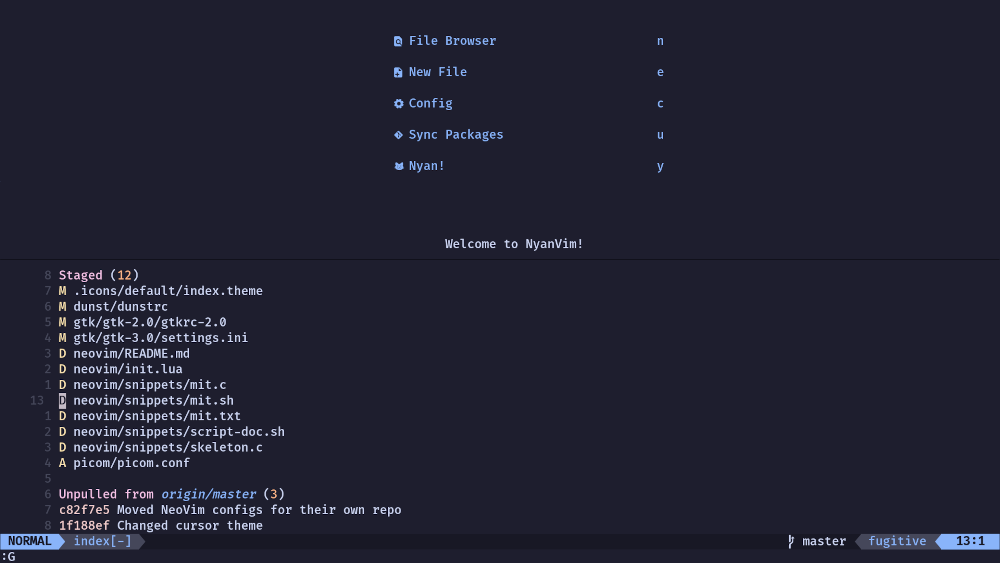 File Browser n
New File e
Config c
Sync Packages u
Nyan! y
Welcome to NyanVim!
8 Staged (12)
7 M .icons/default/index.theme
6 M dunst/dunstrc
5 M gtk/gtk-2.0/gtkrc-2.0
4 M gtk/gtk-3.0/settings.ini
3 D neovim/README.md
2 D neovim/init.lua
1 D neovim/snippets/mit.c
13 D neovim/snippets/mit.sh
1 D neovim/snippets/mit.txt
2 D neovim/snippets/script-doc.sh
3 D neovim/snippets/skeleton.c
4 A picom/picom.conf
5
6 Unpulled from origin/master (3)
7 c82f7e5 Moved NeoVim configs for their own repo
8 1f188ef Changed cursor theme
NORMAL index[-] master fugitive 13:1
:G